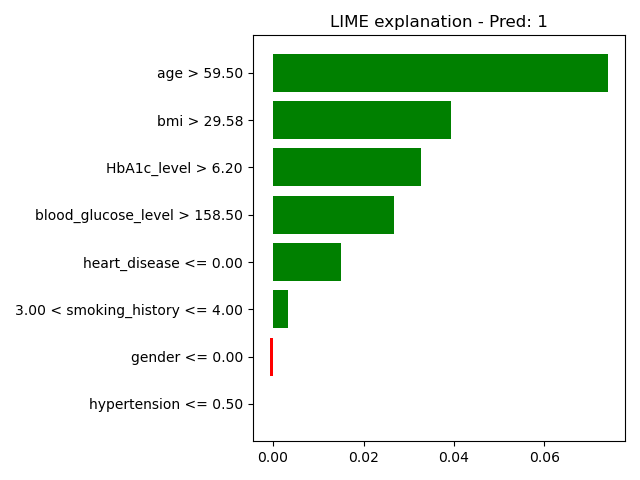 LIME explanation - Pred: 1
age > 59.50
bmi > 29.58
HbA1c_level > 6.20
blood_glucose_level > 158.50
heart_disease <= 0.00
3.00 < smoking_history <= 4.00
gender <= 0.00
hypertension <= 0.50
0.00 0.02 0.04 0.06